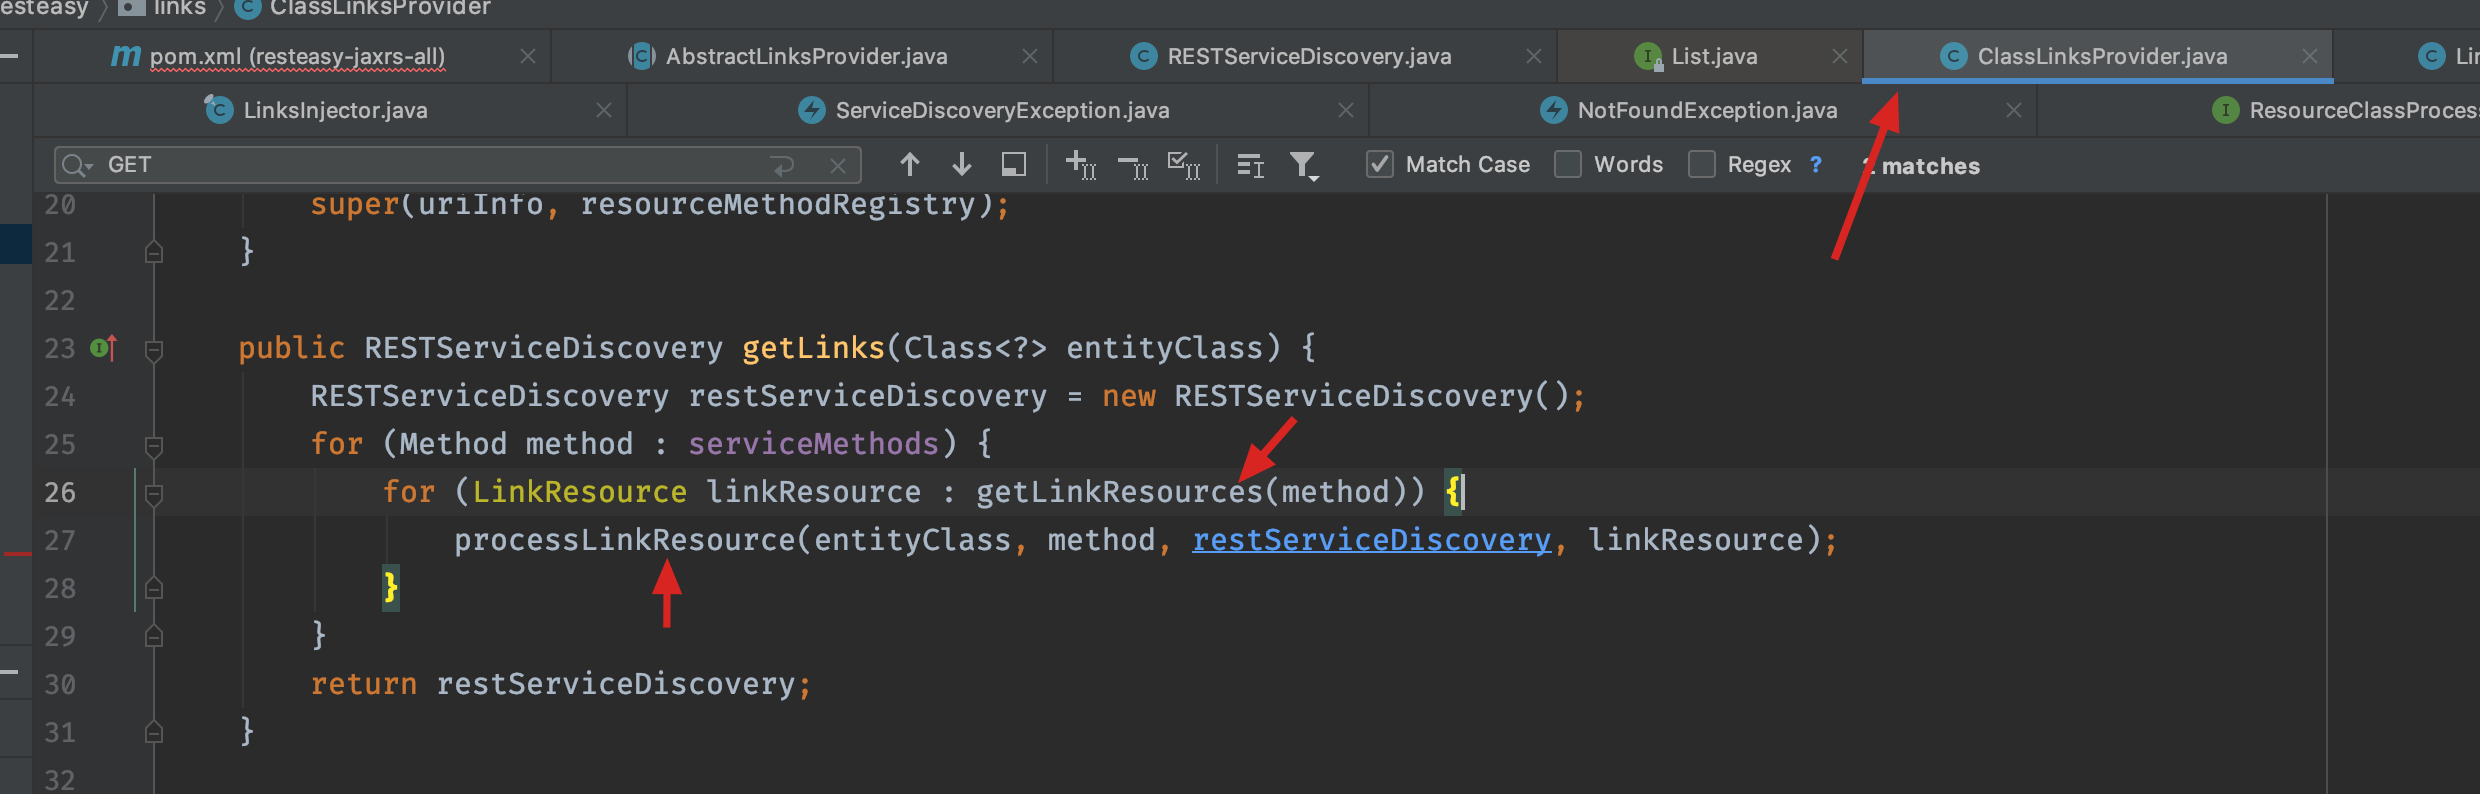 esteasy links ClassLinksProvider
pom.xml (resteasy-jaxrs-all) AbstractLinksProvider.java RESTServiceDiscovery.java List.java ClassLinksProvider.java Lin
LinksInjector.java ServiceDiscoveryException.java NotFoundException.java ResourceClassProcess
GET Match Case Words Regex ? 2 matches
20 super(uriInfo, resourceMethodRegistry);
21 }
22
23 public RESTServiceDiscovery getLinks(Class<?> entityClass) {
24 RESTServiceDiscovery restServiceDiscovery = new RESTServiceDiscovery();
25 for (Method method : serviceMethods) {
26 for (LinkResource linkResource : getLinkResources(method)) {
27 processLinkResource(entityClass, method, restServiceDiscovery, linkResource);
28 }
29 }
30 return restServiceDiscovery;
31 }
32